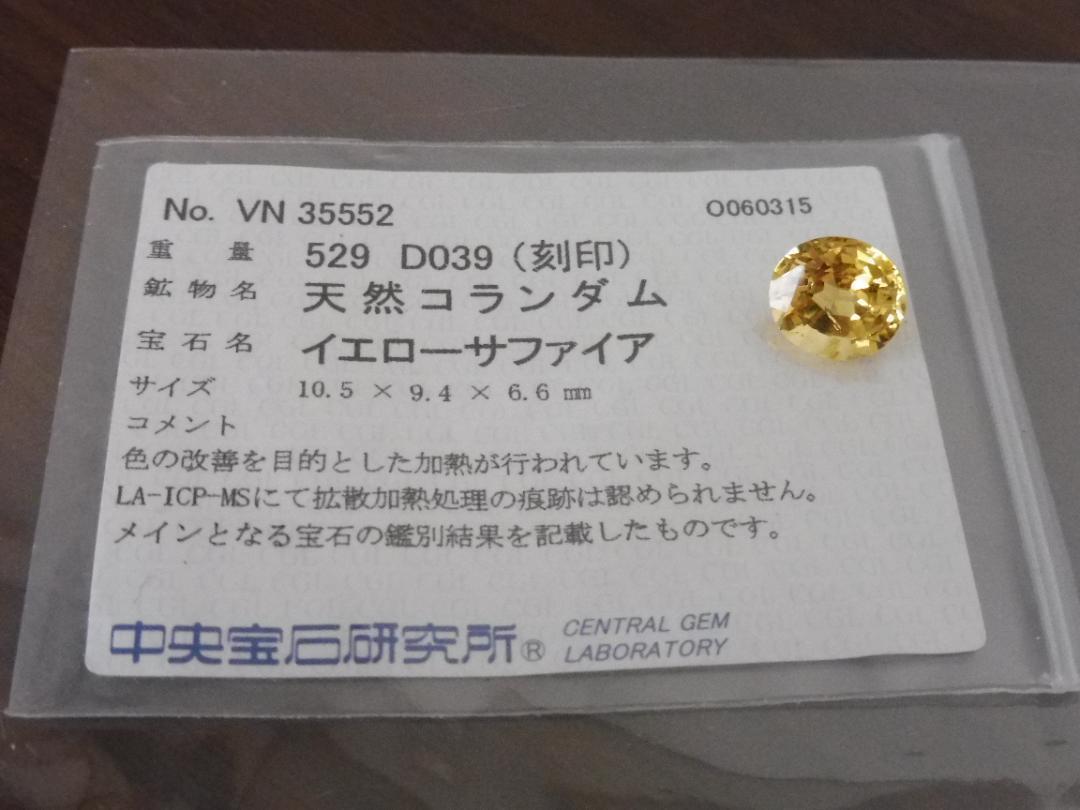 No. VN 35552
O060315
重量 529 D039（刻印）
鉱物名 天然コランダム
宝石名 イエローサファイア
サイズ 10.5 × 9.4 × 6.6 ㎜
コメント
色の改善を目的とした加熱が行われています。
LA-ICP-MSにて拡散加熱処理の痕跡は認められません。
メインとなる宝石の鑑別結果を記載したものです。
中央宝石研究所®
CENTRAL GEM
LABORATORY